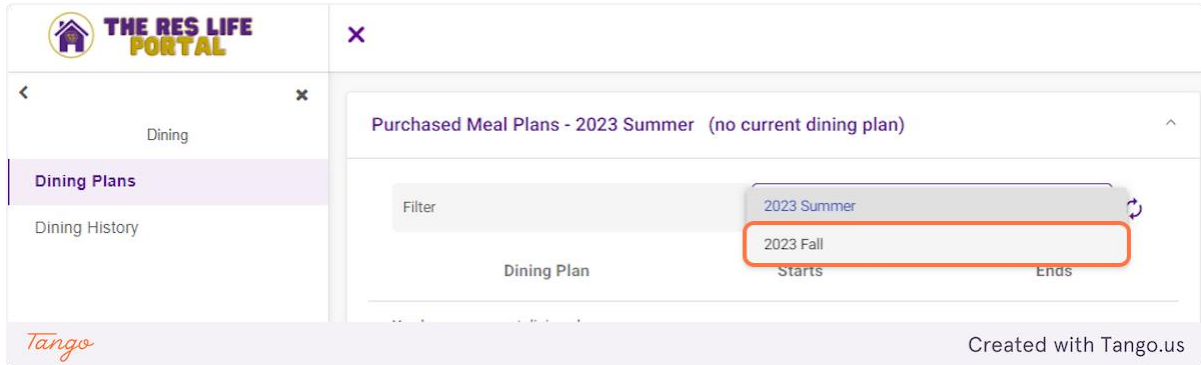 THE RES LIFE
PORTAL
Dining
Dining Plans
Dining History
Purchased Meal Plans - 2023 Summer (no current dining plan)
Filter
2023 Summer
2023 Fall
Dining Plan Starts Ends
Tango
Created with Tango.us